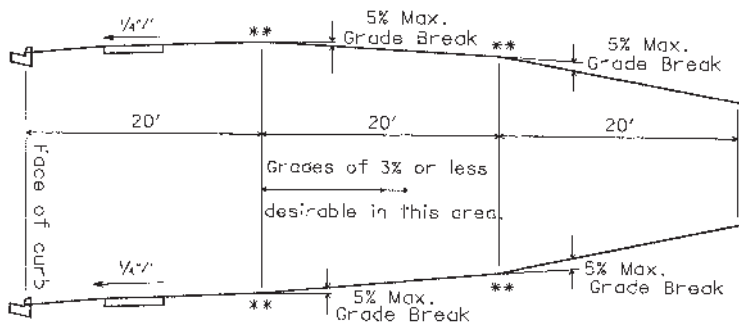 1/4"/'
**
5% Max.
Grade Break
**
5% Max.
Grade Break
20'
20'
20'
Face of curb
Grades of 3% or less
desirable in this area.
1/4"/'
**
5% Max.
Grade Break
**
5% Max.
Grade Break